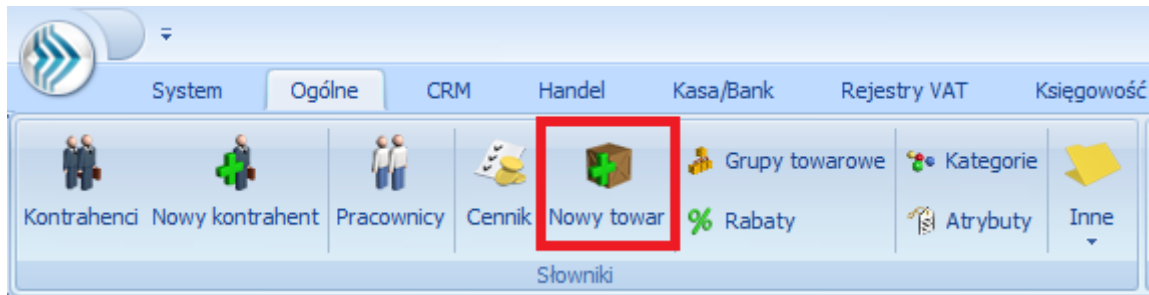 System Ogólne CRM Handel Kasa/Bank Rejestry VAT Księgowość
Grupy towarowe Kategorie
Kontrahenci Nowy kontrahent Pracownicy Cennik Nowy towar Rabaty Atrybuty Inne
Słowniki